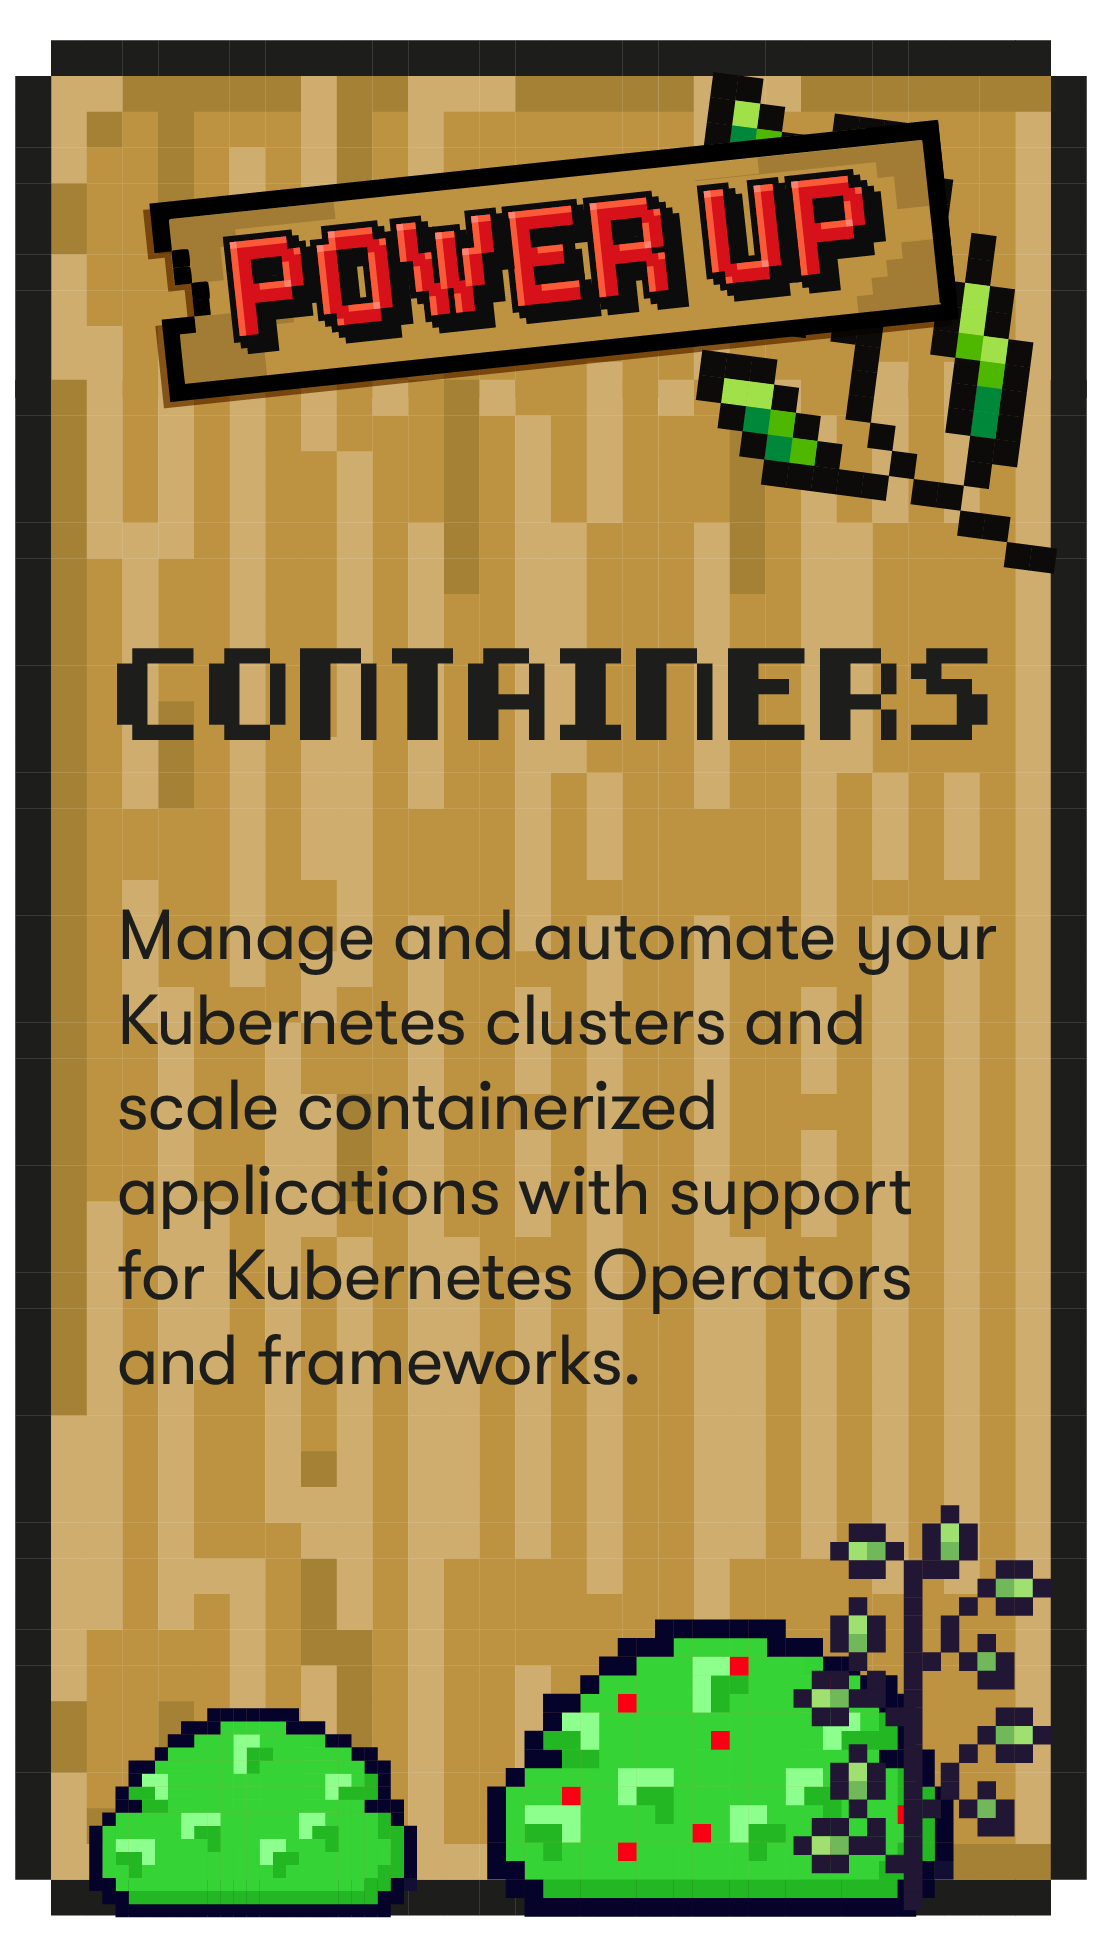 POWER UP
CONTAINERS
Manage and automate your
Kubernetes clusters and
scale containerized
applications with support
for Kubernetes Operators
and frameworks.